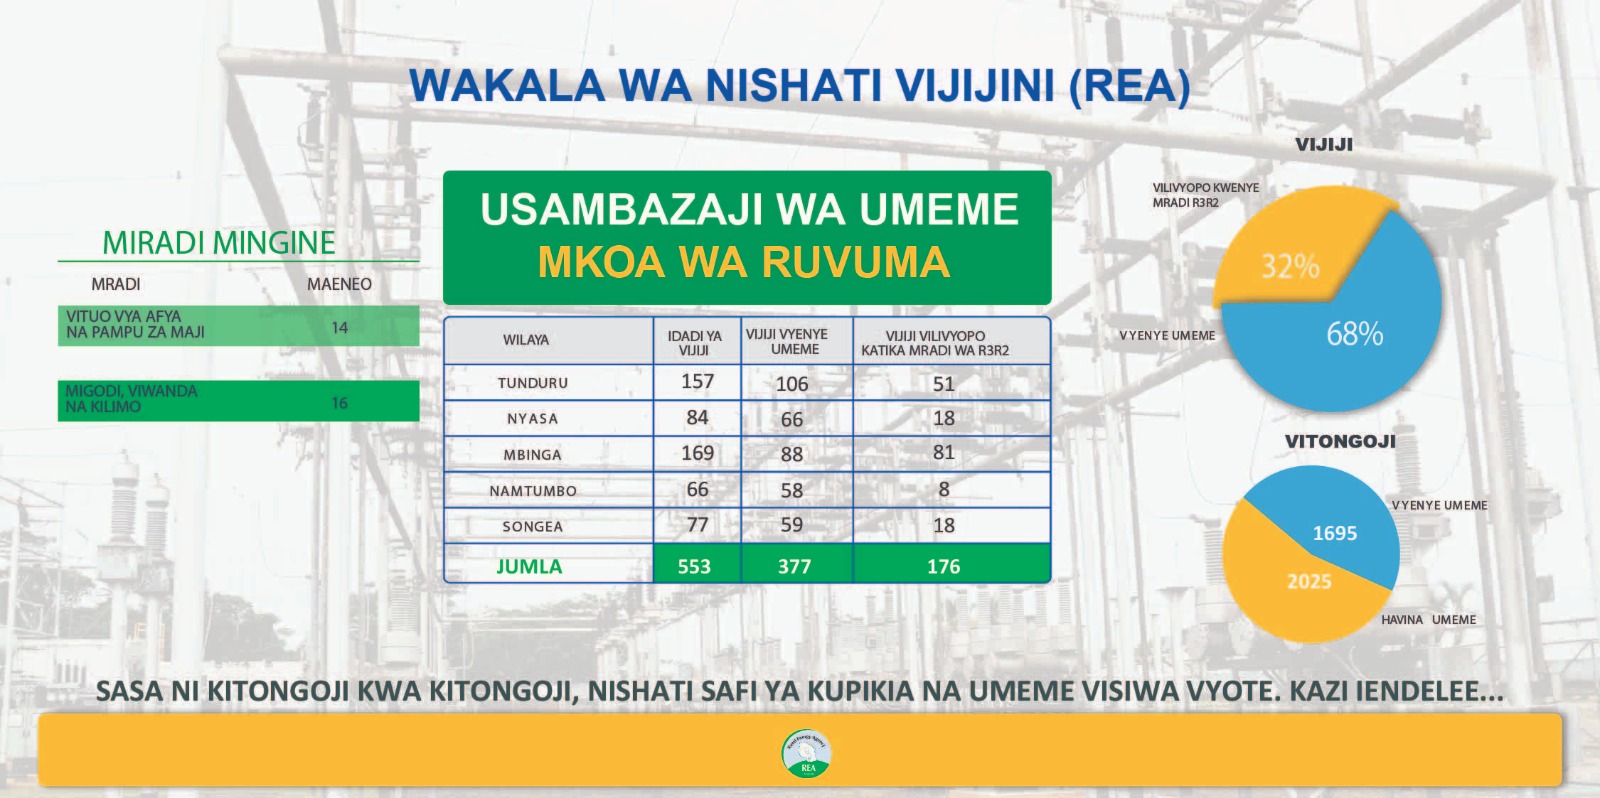 WAKALA WA NISHATI VIJIJINI (REA)
MIRADI MINGINE
MRADI MAENEO
VITUO VYA AFYA
NA PAMPU ZA MAJI 14
MIGODI, VIWANDA
NA KILIMO 16
USAMBAZAJI WA UMEME
MKOA WA RUVUMA
WILAYA IDADI YA VIJIJI VIJIJI VYENYE UMEME VIJIJI VILIVYOPO KATIKA MRADI WA R3R2
TUNDURU 157 106 51
NYASA 84 66 18
MBINGA 169 88 81
NAMTUMBO 66 58 8
SONGEA 77 59 18
JUMLA 553 377 176
VIJIJI
VILIVYOPO KWENYE
MRADI R3R2
32%
VYENYE UMEME
68%
VITONGOJI
VYENYE UMEME
1695
2025
HAVINA UMEME
SASA NI KITONGOJI KWA KITONGOJI, NISHATI SAFI YA KUPIKIA NA UMEME VISIWA VYOTE. KAZI IENDELEE...
Rural Energy Agency
REA